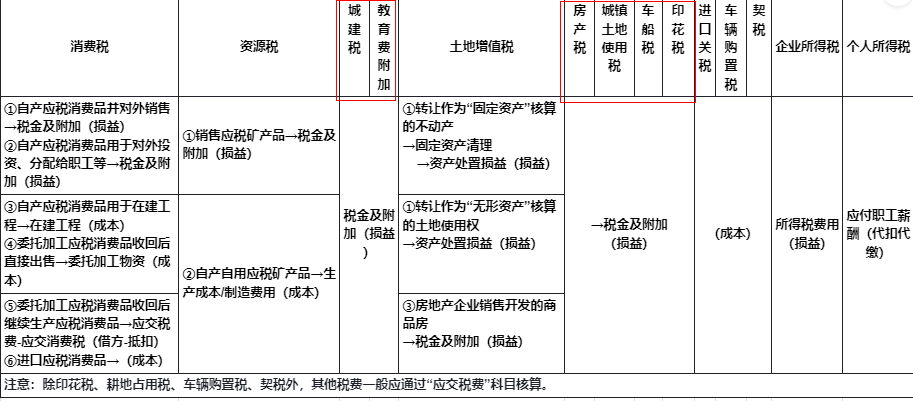 消费税
资源税
城建税
教育费附加
土地增值税
房产税
城镇土地使用税
车船税
印花税
进口关税
车辆购置税
契税
企业所得税
个人所得税
①自产应税消费品并对外销售
→税金及附加（损益）
②自产应税消费品用于对外投
资、分配给职工等→税金及附
加（损益）
①销售应税矿产品→税金及
附加（损益）
①转让作为“固定资产”核算
的不动产
→固定资产清理
→资产处置损益（损益）
③自产应税消费品用于在建工
程→在建工程（成本）
④委托加工应税消费品收回后
直接出售→委托加工物资（成
本）
②自产自用应税矿产品→生
产成本/制造费用（成本）
税金及附
加（损益
）
①转让作为“无形资产”核算
的土地使用权
→资产处置损益（损益）
→税金及附加
（损益）
（成本）
所得税费用
（损益）
应付职工薪
酬（代扣代
缴）
⑤委托加工应税消费品收回后
继续生产应税消费品→应交税
费-应交消费税（借方-抵扣）
⑥进口应税消费品→（成本）
③房地产企业销售开发的商
品房
→税金及附加（损益）
注意：除印花税、耕地占用税、车辆购置税、契税外，其他税费一般应通过“应交税费”科目核算。